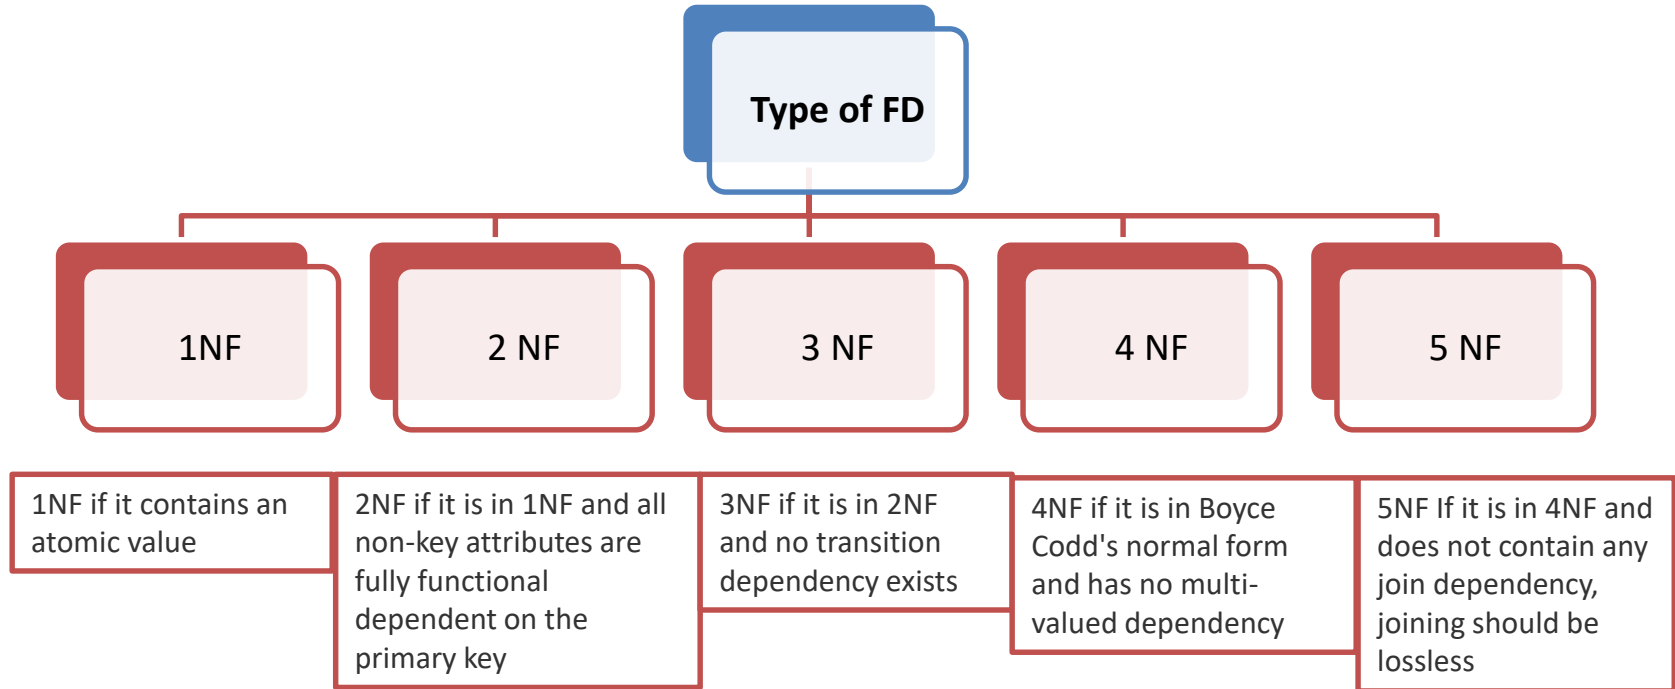 Type of FD
1NF
2 NF
3 NF
4 NF
5 NF
1NF if it contains an
atomic value
2NF if it is in 1NF and all
non-key attributes are
fully functional
dependent on the
primary key
3NF if it is in 2NF
and no transition
dependency exists
4NF if it is in Boyce
Codd's normal form
and has no multi-
valued dependency
5NF If it is in 4NF and
does not contain any
join dependency,
joining should be
lossless